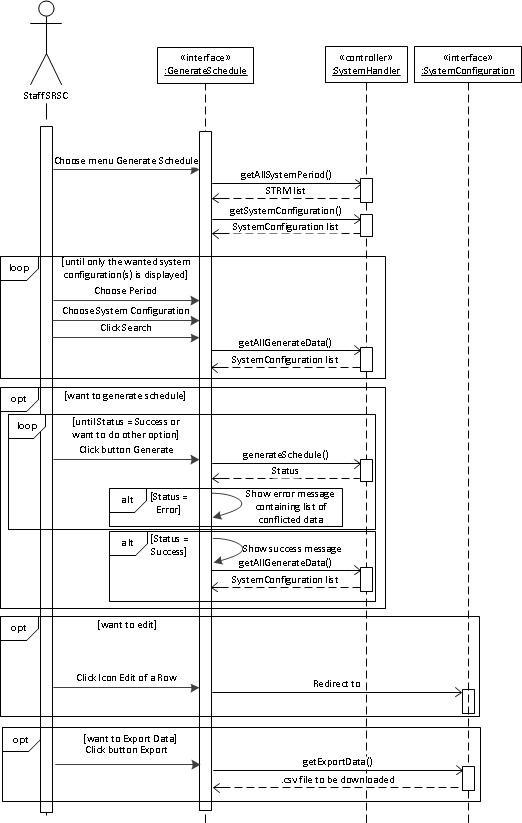 «interface»
:GenerateSchedule
«controller»
:SystemHandler
«interface»
:SystemConfiguration
StaffSRSC
Choose menu Generate Schedule
getAllSystemPeriod()
STRM list
getSystemConfiguration()
SystemConfiguration list
loop
[until only the wanted system
configuration(s) is displayed]
Choose Period
Choose System Configuration
Click Search
getAllGenerateData()
SystemConfiguration list
opt
[want to generate schedule]
loop
[until Status = Success or
want to do other option]
Click button Generate
generateSchedule()
Status
alt
[Status =
Error]
Show error message
containing list of
conflicted data
alt
[Status =
Success]
Show success message
getAllGenerateData()
SystemConfiguration list
opt
[want to edit]
Click Icon Edit of a Row
Redirect to
opt
[want to Export Data]
Click button Export
getExportData()
.csv file to be downloaded